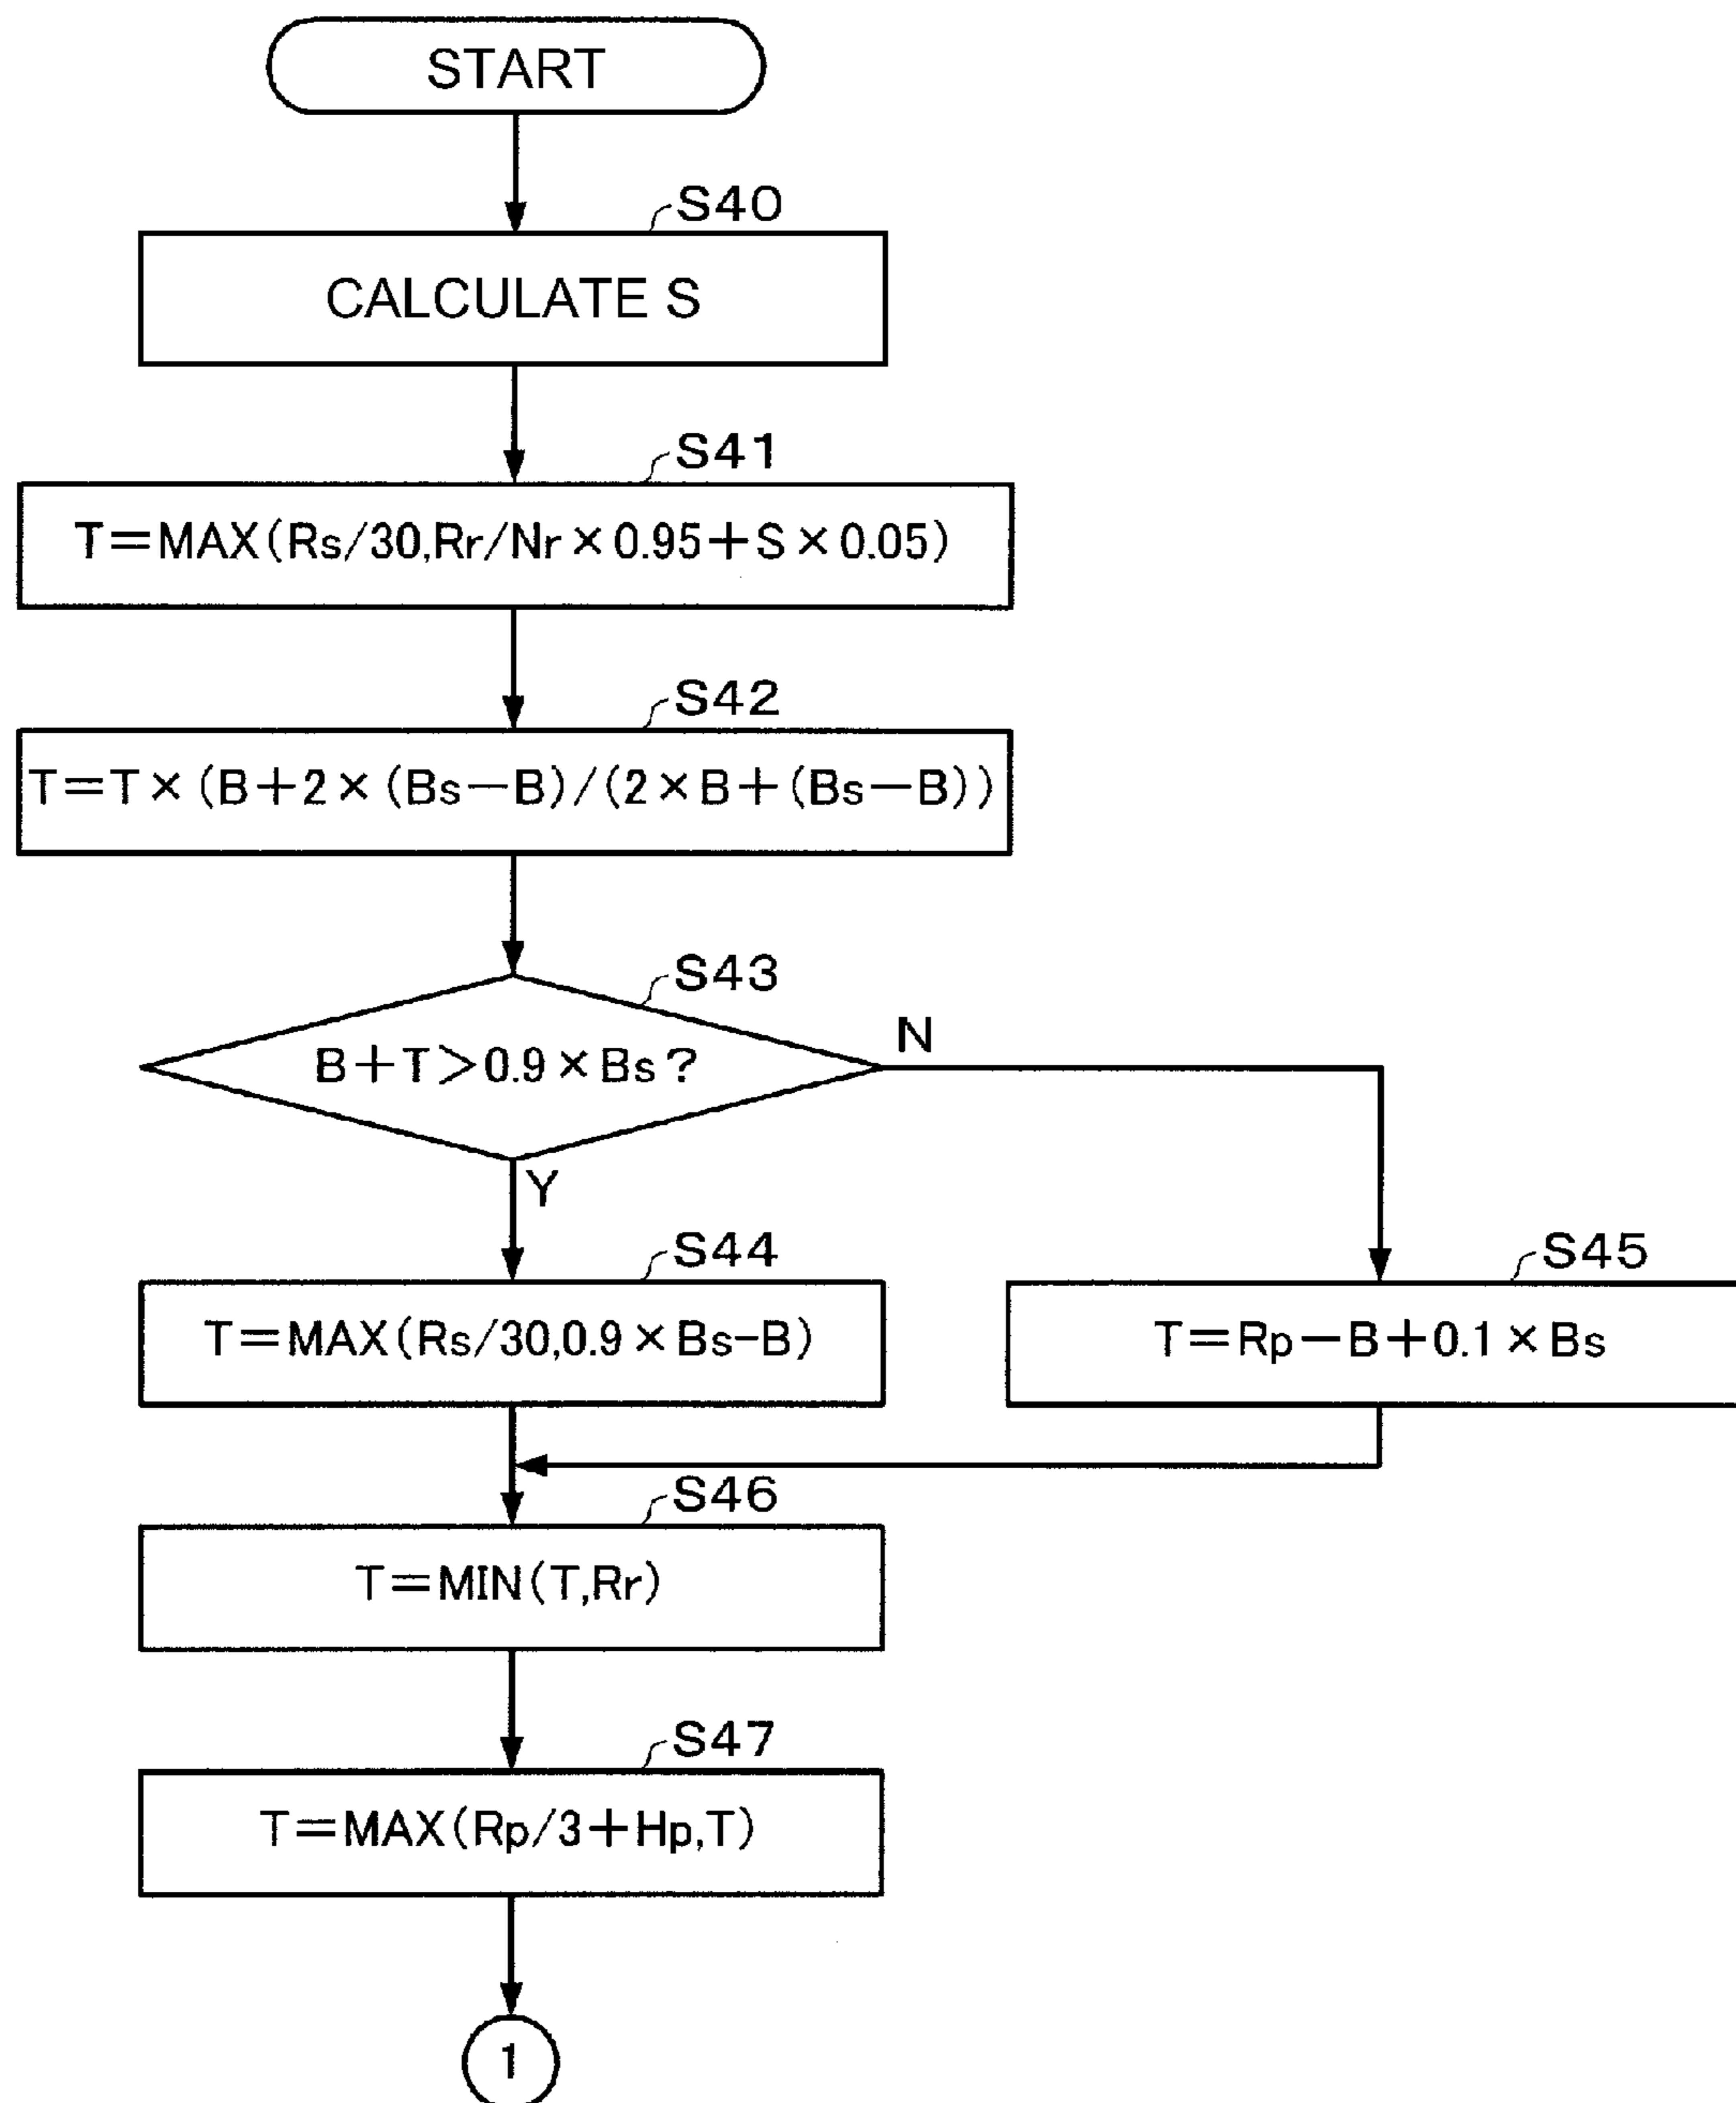 START
S40
CALCULATE S
S41
T=MAX(Rs/30,Rr/Nr×0.95+S×0.05)
S42
T=T×(B+2×(Bs−B)/(2×B+(Bs−B))
S43
B+T>0.9×Bs?
N
Y
S44
T=MAX(Rs/30,0.9×Bs-B)
S45
T=Rp−B+0.1×Bs
S46
T=MIN(T,Rr)
S47
T=MAX(Rp/3+Hp,T)
1